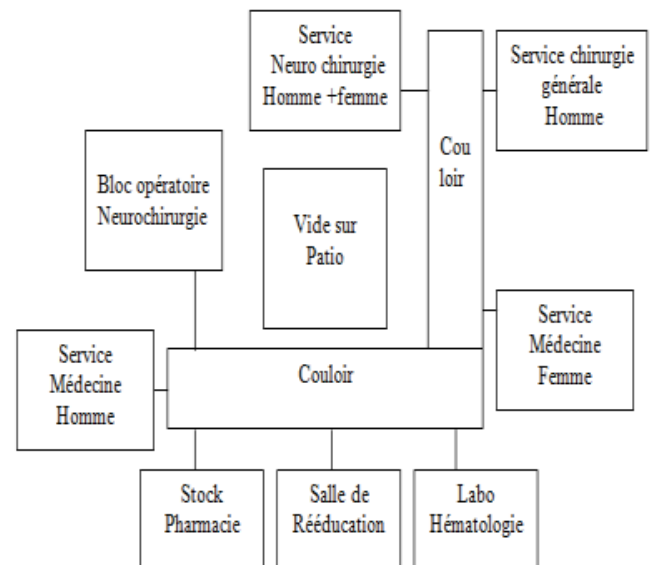 Service
Neuro chirurgie
Homme +femme
Service chirurgie
générale
Homme
Cou
loir
Bloc opératoire
Neurochirurgie
Vide sur
Patio
Service
Médecine
Femme
Service
Médecine
Homme
Couloir
Stock
Pharmacie
Salle de
Rééducation
Labo
Hématologie